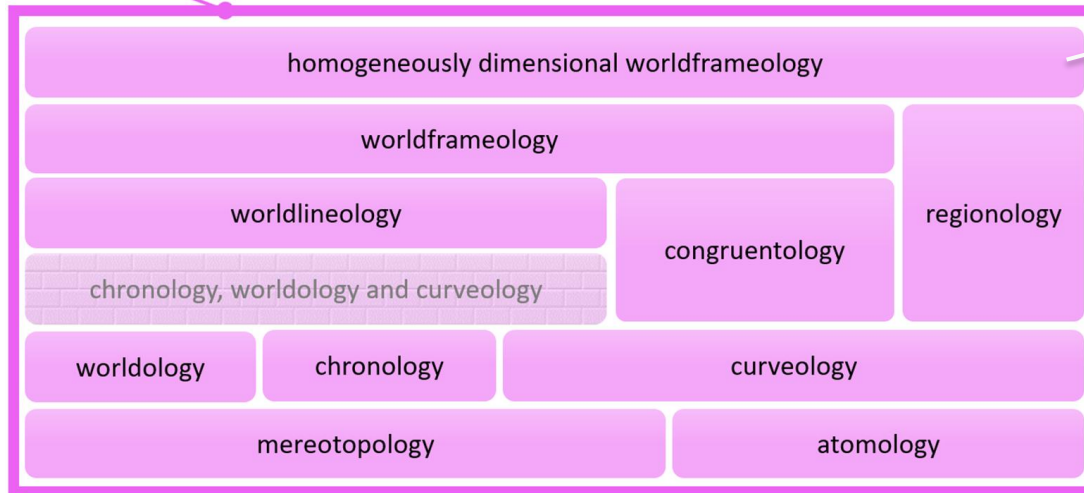 homogeneously dimensional worldframeology
worldframeology
regionology
worldlineology
congruentology
chronology, worldology and curveology
worldology
chronology
curveology
mereotopology
atomology